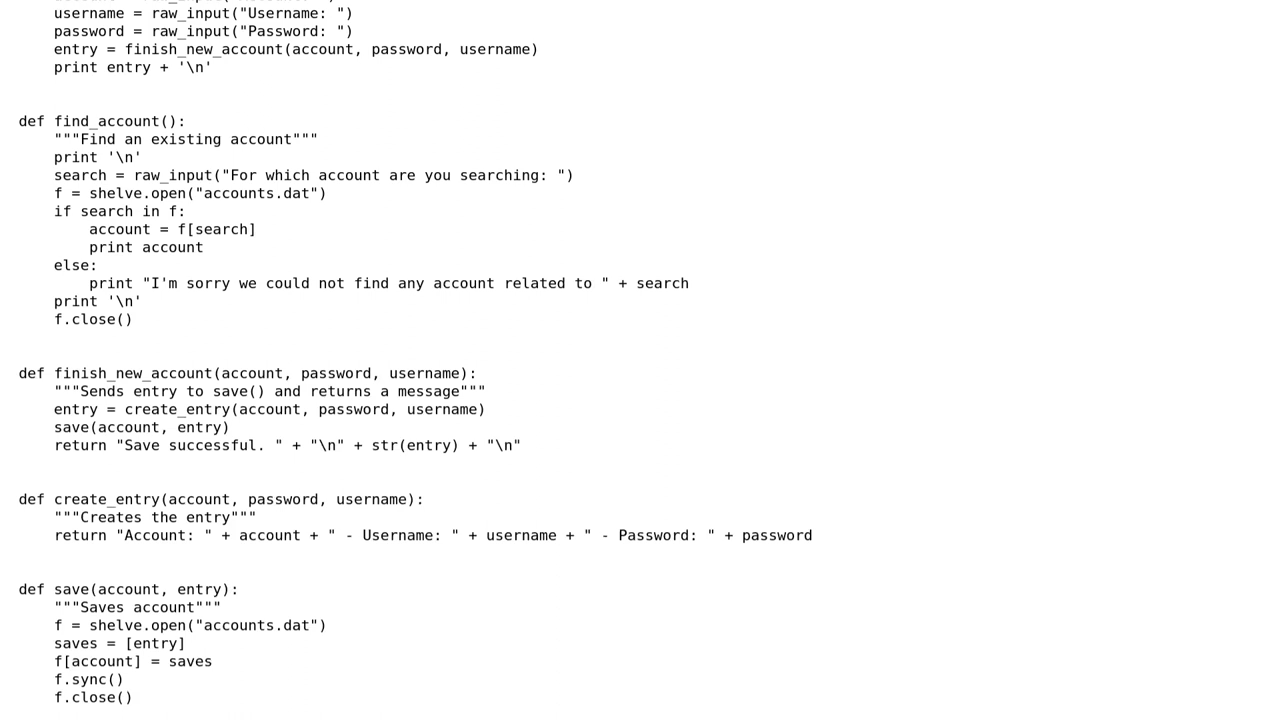 username = raw_input("Username: ")
password = raw_input("Password: ")
entry = finish_new_account(account, password, username)
print entry + '\n'
def find_account():
"""Find an existing account"""
print '\n'
search = raw_input("For which account are you searching: ")
f = shelve.open("accounts.dat")
if search in f:
account = f[search]
print account
else:
print "I'm sorry we could not find any account related to " + search
print '\n'
f.close()
def finish_new_account(account, password, username):
"""Sends entry to save() and returns a message"""
entry = create_entry(account, password, username)
save(account, entry)
return "Save successful. " + "\n" + str(entry) + "\n"
def create_entry(account, password, username):
"""Creates the entry"""
return "Account: " + account + " - Username: " + username + " - Password: " + password
def save(account, entry):
"""Saves account"""
f = shelve.open("accounts.dat")
saves = [entry]
f[account] = saves
f.sync()
f.close()